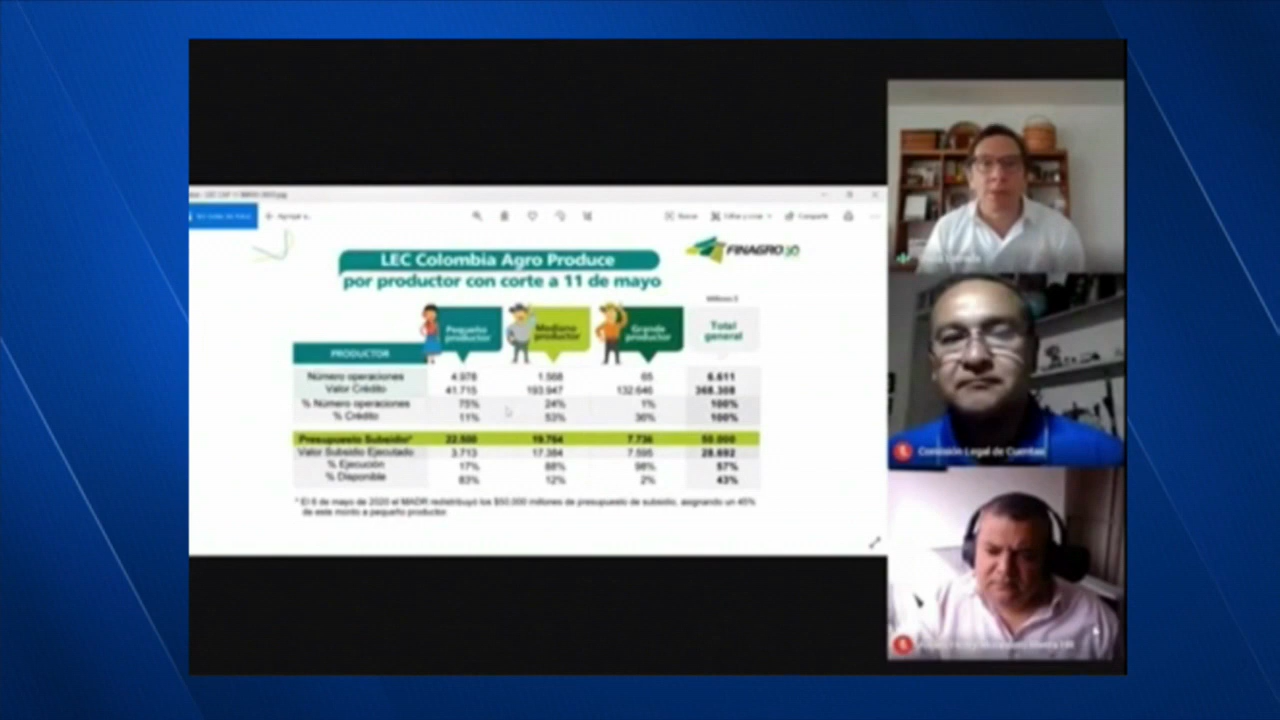 FINAGRO 30
LEC Colombia Agro Produce
por productor con corte a 11 de mayo
Millones $
PRODUCTOR
Pequeño productor
Mediano productor
Grande productor
Total general
Número operaciones 4.978 1.568 65 6.611
Valor Crédito 41.715 193.947 132.646 368.308
% Número operaciones 75% 24% 1% 100%
% Crédito 11% 53% 36% 100%
Presupuesto Subsidio* 22.500 19.764 7.736 50.000
Valor Subsidio Ejecutado 3.713 17.384 7.595 28.692
% Ejecución 17% 88% 98% 57%
% Disponible 83% 12% 2% 43%
* El 6 de mayo de 2020 el MADR redistribuyó los $50.000 millones de presupuesto de subsidio, asignando un 45%
de este monto a pequeño productor
Comisión Legal de Cuentas